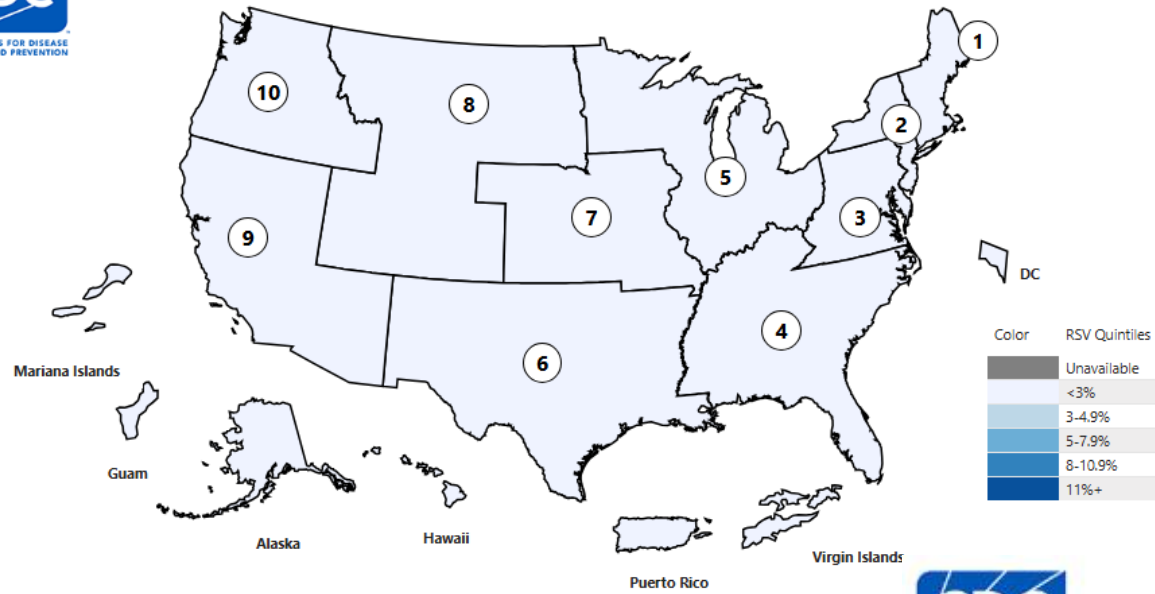 S FOR DISEASE
D PREVENTION
1
10
8
2
5
7
3
9
DC
4
Color RSV Quintiles
6
Unavailable
Mariana Islands
<3%
3-4.9%
5-7.9%
8-10.9%
Guam
11%+
Hawaii
Alaska
Virgin Islands
Puerto Rico